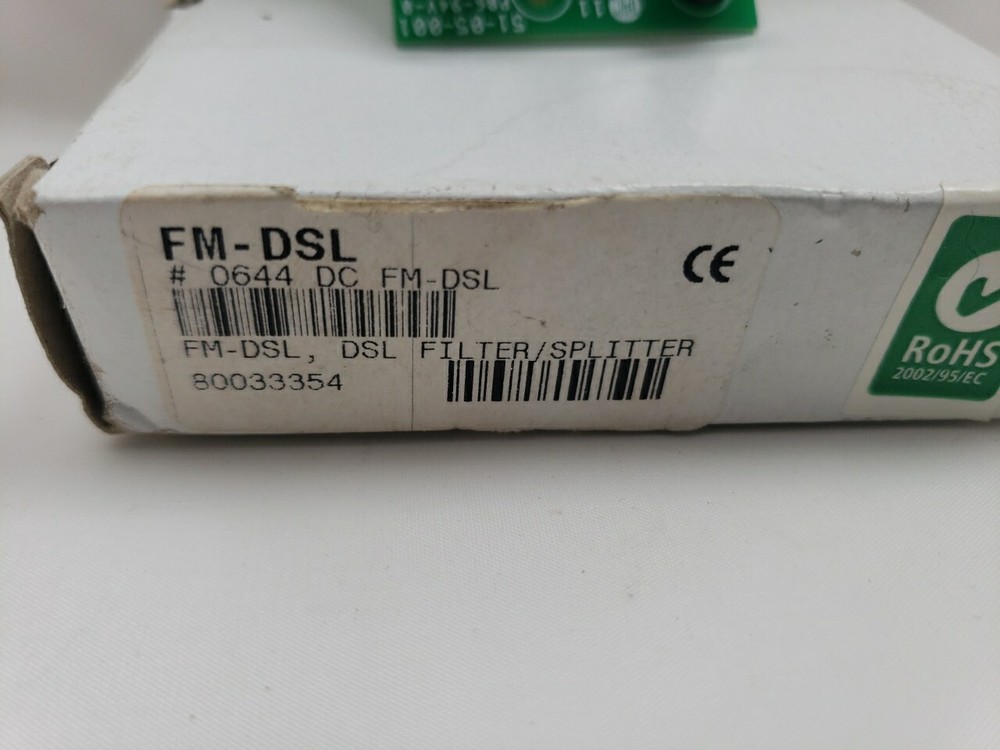 51-05-001
FM-DSL
# 0644 DC FM-DSL
FM-DSL, DSL FILTER/SPLITTER
80033354
CE
RoHS
2002/95/EC